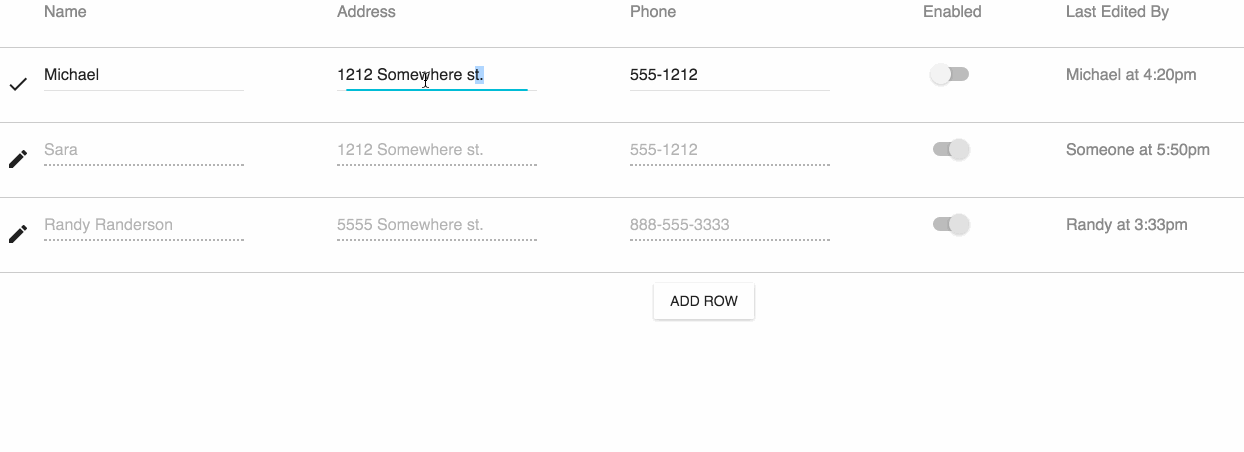 Name Address Phone Enabled Last Edited By
Michael 1212 Somewhere st. 555-1212 Michael at 4:20pm
Sara 1212 Somewhere st. 555-1212 Someone at 5:50pm
Randy Randerson 5555 Somewhere st. 888-555-3333 Randy at 3:33pm
ADD ROW